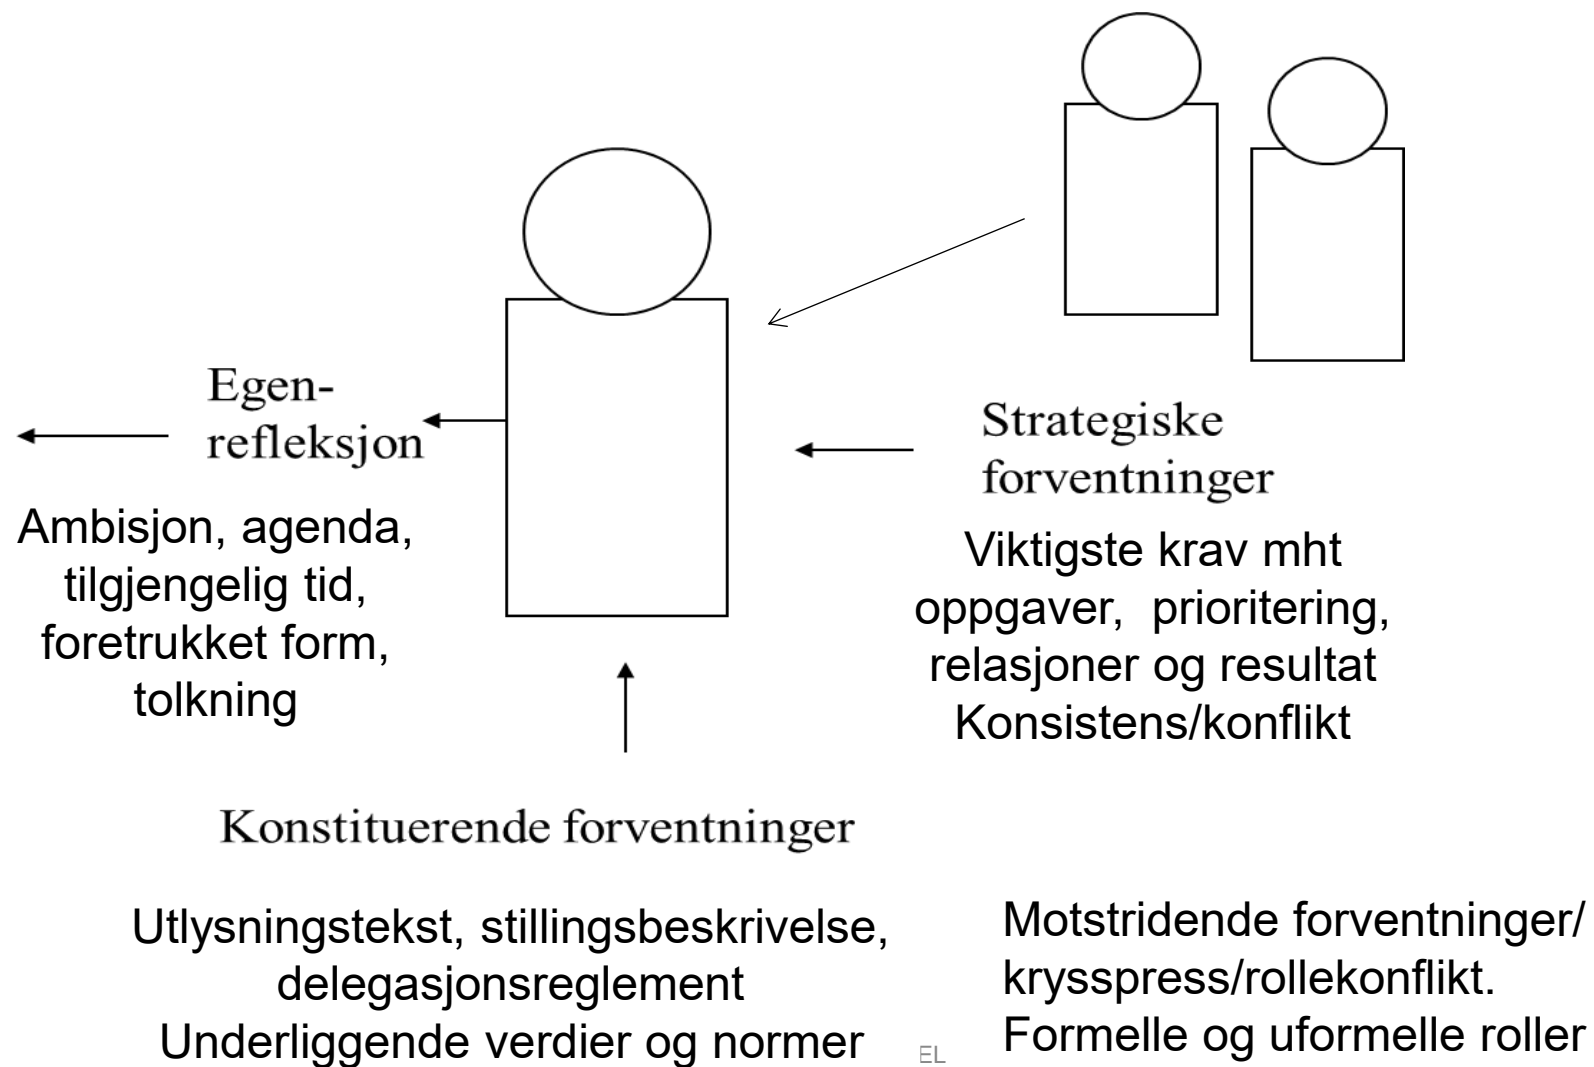 Egen-
refleksjon
Ambisjon, agenda,
tilgjengelig tid,
foretrukket form,
tolkning
Strategiske
forventninger
Viktigste krav mht
oppgaver, prioritering,
relasjoner og resultat
Konsistens/konflikt
Konstituerende forventninger
Utlysningstekst, stillingsbeskrivelse,
delegasjonsreglement
Underliggende verdier og normer
EL
Motstridende forventninger/
krysspress/rollekonflikt.
Formelle og uformelle roller